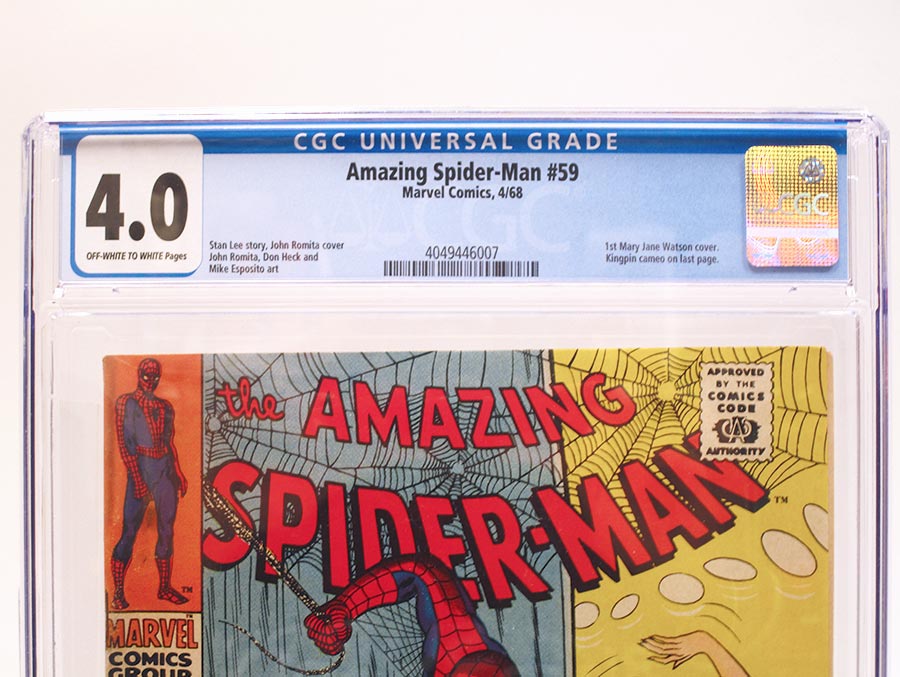 CGC UNIVERSAL GRADE
4.0
OFF-WHITE TO WHITE Pages
Amazing Spider-Man #59
Marvel Comics, 4/68
Stan Lee story, John Romita cover
John Romita, Don Heck and
Mike Esposito art
4049446007
1st Mary Jane Watson cover.
Kingpin cameo on last page.
CGC
CGC
the AMAZING
SPIDER-MAN
TM
APPROVED
BY THE
COMICS
CODE
CA
AUTHORITY
TM
MARVEL
COMICS
GROUP